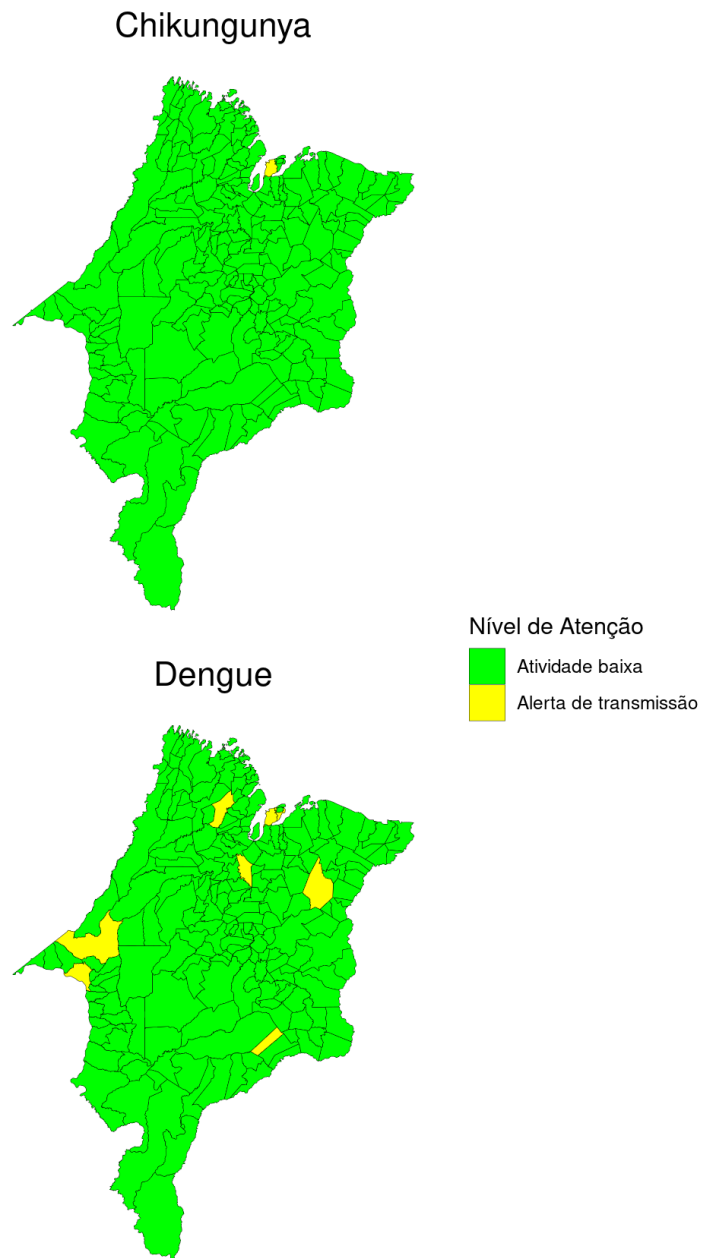 Chikungunya
Nível de Atenção
Atividade baixa
Alerta de transmissão
Dengue